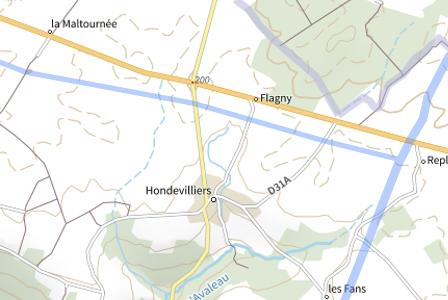 la Maltournée
200
Flagny
Repl
D31A
Hondevilliers
Avaleau
les Fans